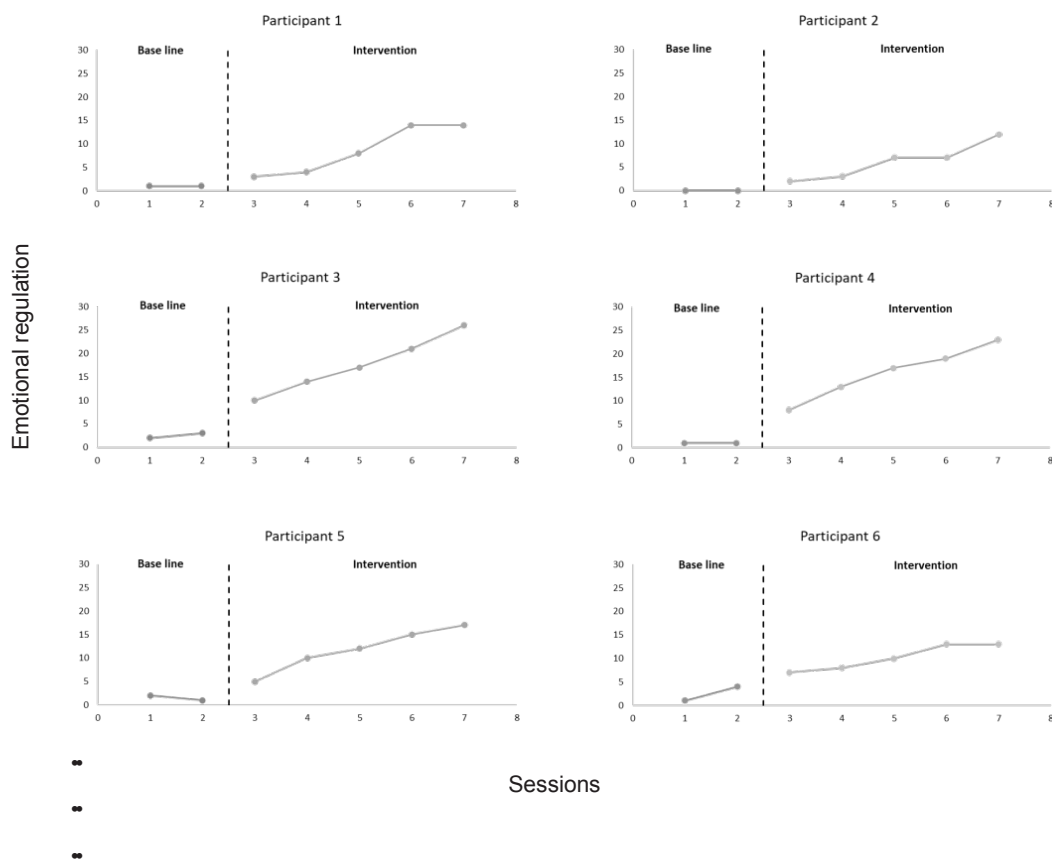 Participant 1
Base line Intervention
30
25
20
15
10
5
0
0 1 2 3 4 5 6 7 8
Participant 2
Base line Intervention
30
25
20
15
10
5
0
0 1 2 3 4 5 6 7 8
Emotional regulation
Participant 3
Base line Intervention
30
25
20
15
10
5
0
0 1 2 3 4 5 6 7 8
Participant 4
Base line Intervention
30
25
20
15
10
5
0
0 1 2 3 4 5 6 7 8
Participant 5
Base line Intervention
30
25
20
15
10
5
0
0 1 2 3 4 5 6 7 8
Participant 6
Base line Intervention
30
25
20
15
10
5
0
0 1 2 3 4 5 6 7 8
Sessions